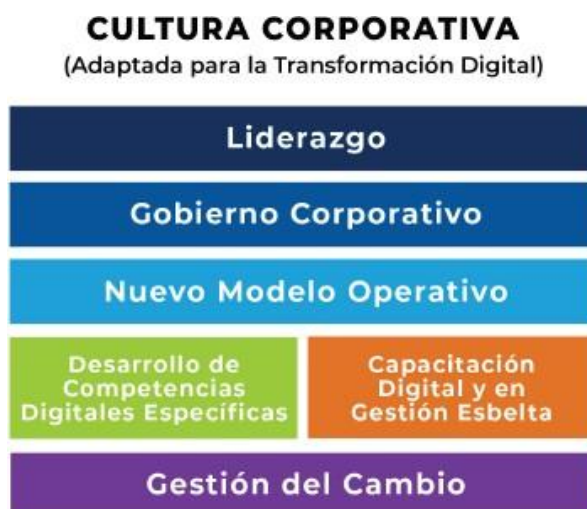 CULTURA CORPORATIVA
(Adaptada para la Transformación Digital)
Liderazgo
Gobierno Corporativo
Nuevo Modelo Operativo
Desarrollo de
Competencias
Digitales Específicas
Capacitación
Digital y en
Gestión Esbelta
Gestión del Cambio